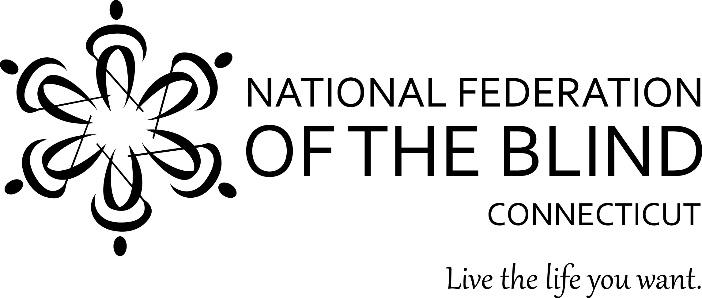 NATIONAL FEDERATION
OF THE BLIND
CONNECTICUT
Live the life you want.